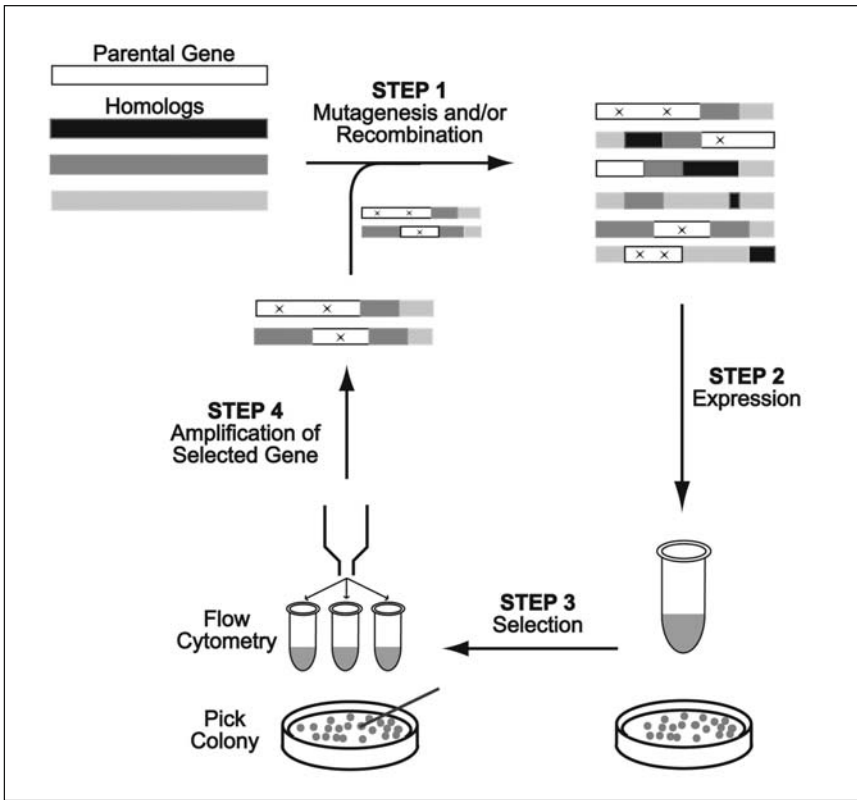 Parental Gene
Homologs
STEP 1
Mutagenesis and/or
Recombination
STEP 2
Expression
STEP 3
Selection
STEP 4
Amplification of
Selected Gene
Flow
Cytometry
Pick
Colony